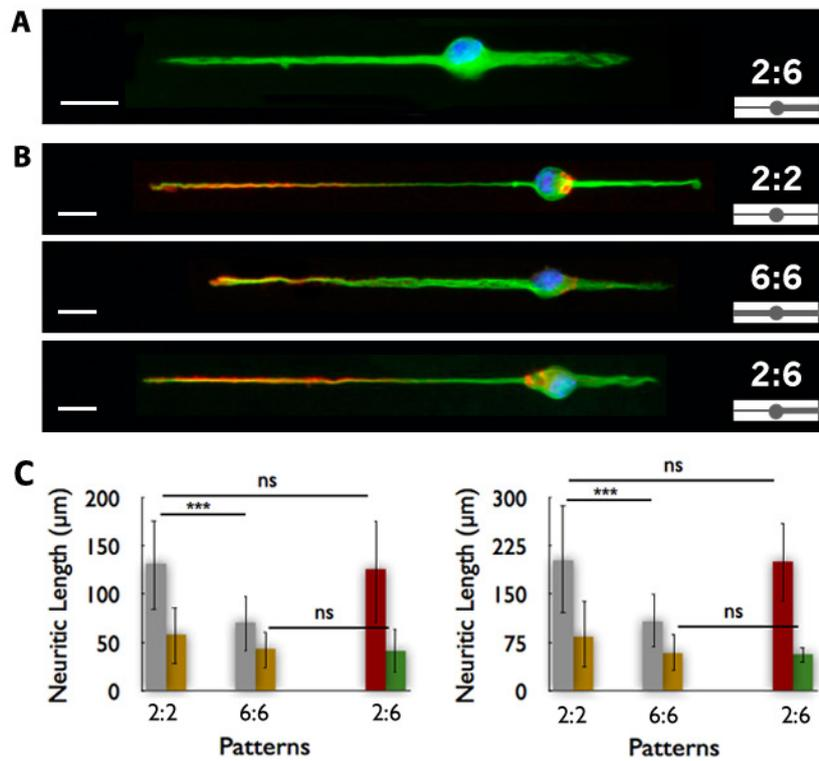 A
2:6
B
2:2
6:6
2:6
C
ns
***
ns
Neuritic Length (µm)
200
150
100
50
0
2:2 6:6 2:6
Patterns
ns
***
ns
Neuritic Length (µm)
300
225
150
75
0
2:2 6:6 2:6
Patterns